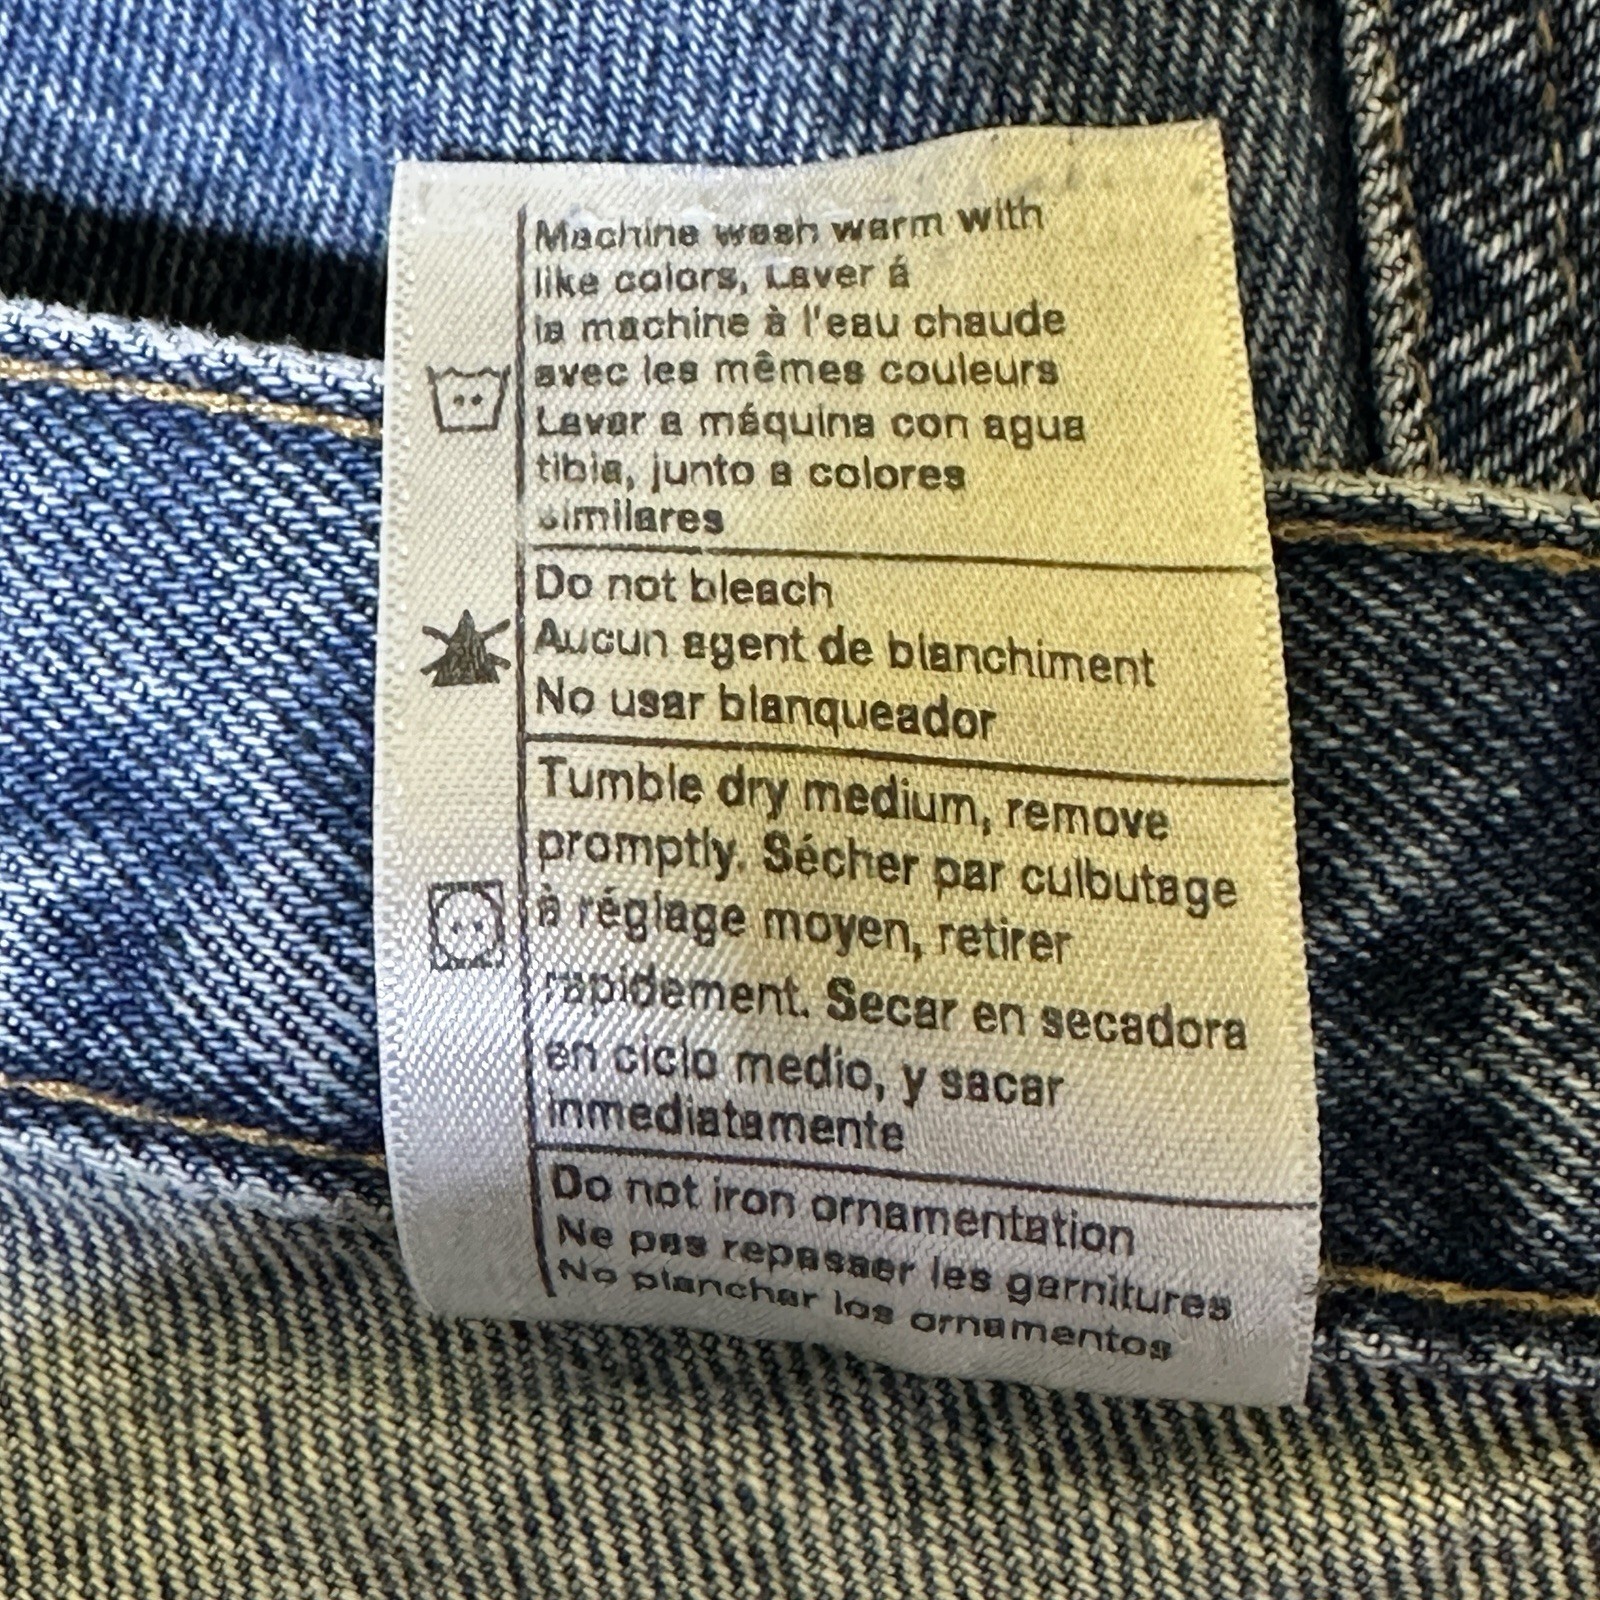 Machine wash warm with
like colors, Laver á
la machine à l'eau chaude
avec les mêmes couleurs
Lavar a máquina con agua
tibia, junto a colores
similares
Do not bleach
Aucun agent de blanchiment
No usar blanqueador
Tumble dry medium, remove
promptly. Sécher par culbutage
à réglage moyen, retirer
rapidement. Secar en secadora
en ciclo medio, y sacar
inmediatamente
Do not iron ornamentation
Ne pas repasser les garnitures
No planchar los ornamentos